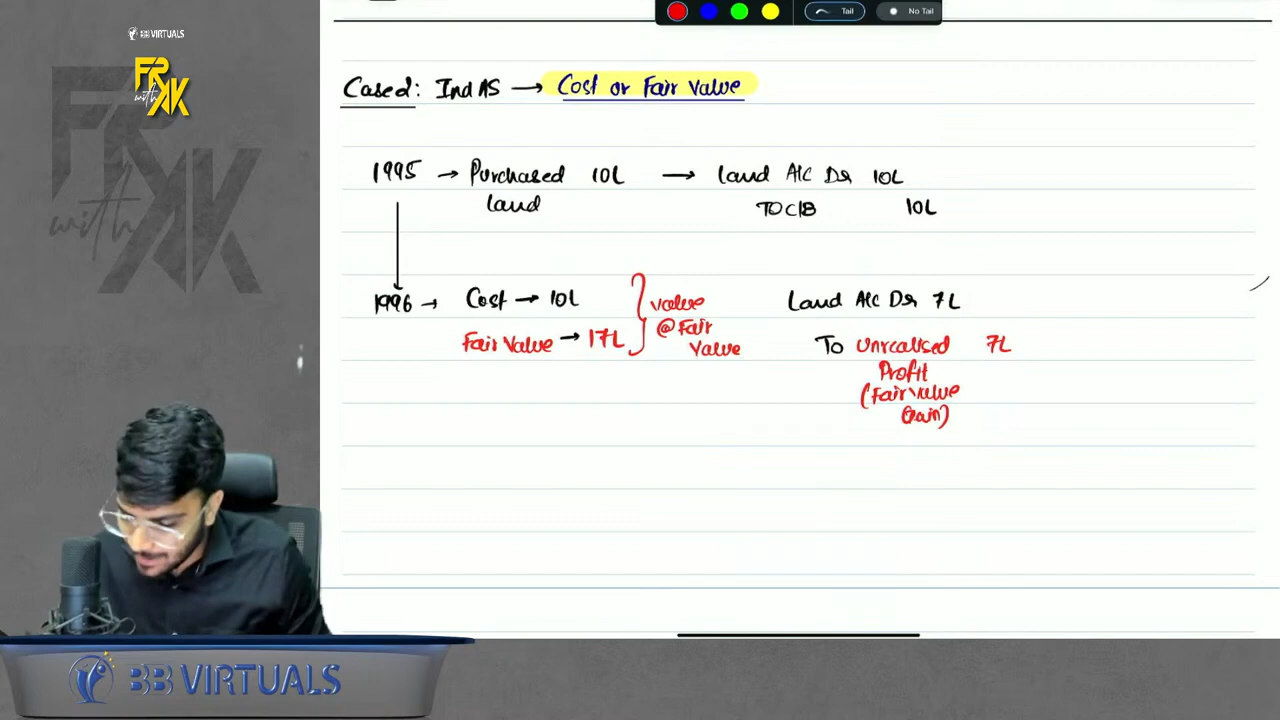 BB VIRTUALS
FR
with
AK
Tail
No Tail
Case2: Ind AS → Cost or Fair Value
1995 → Purchased 10L → Land A/c Dr 10L
land To C/B 10L
1996 → Cost → 10L Value Land A/c Dr 7L
Fair Value → 17L @ Fair Value To Unrealised 7L
Profit
(Fair Value
Gain)
BB VIRTUALS